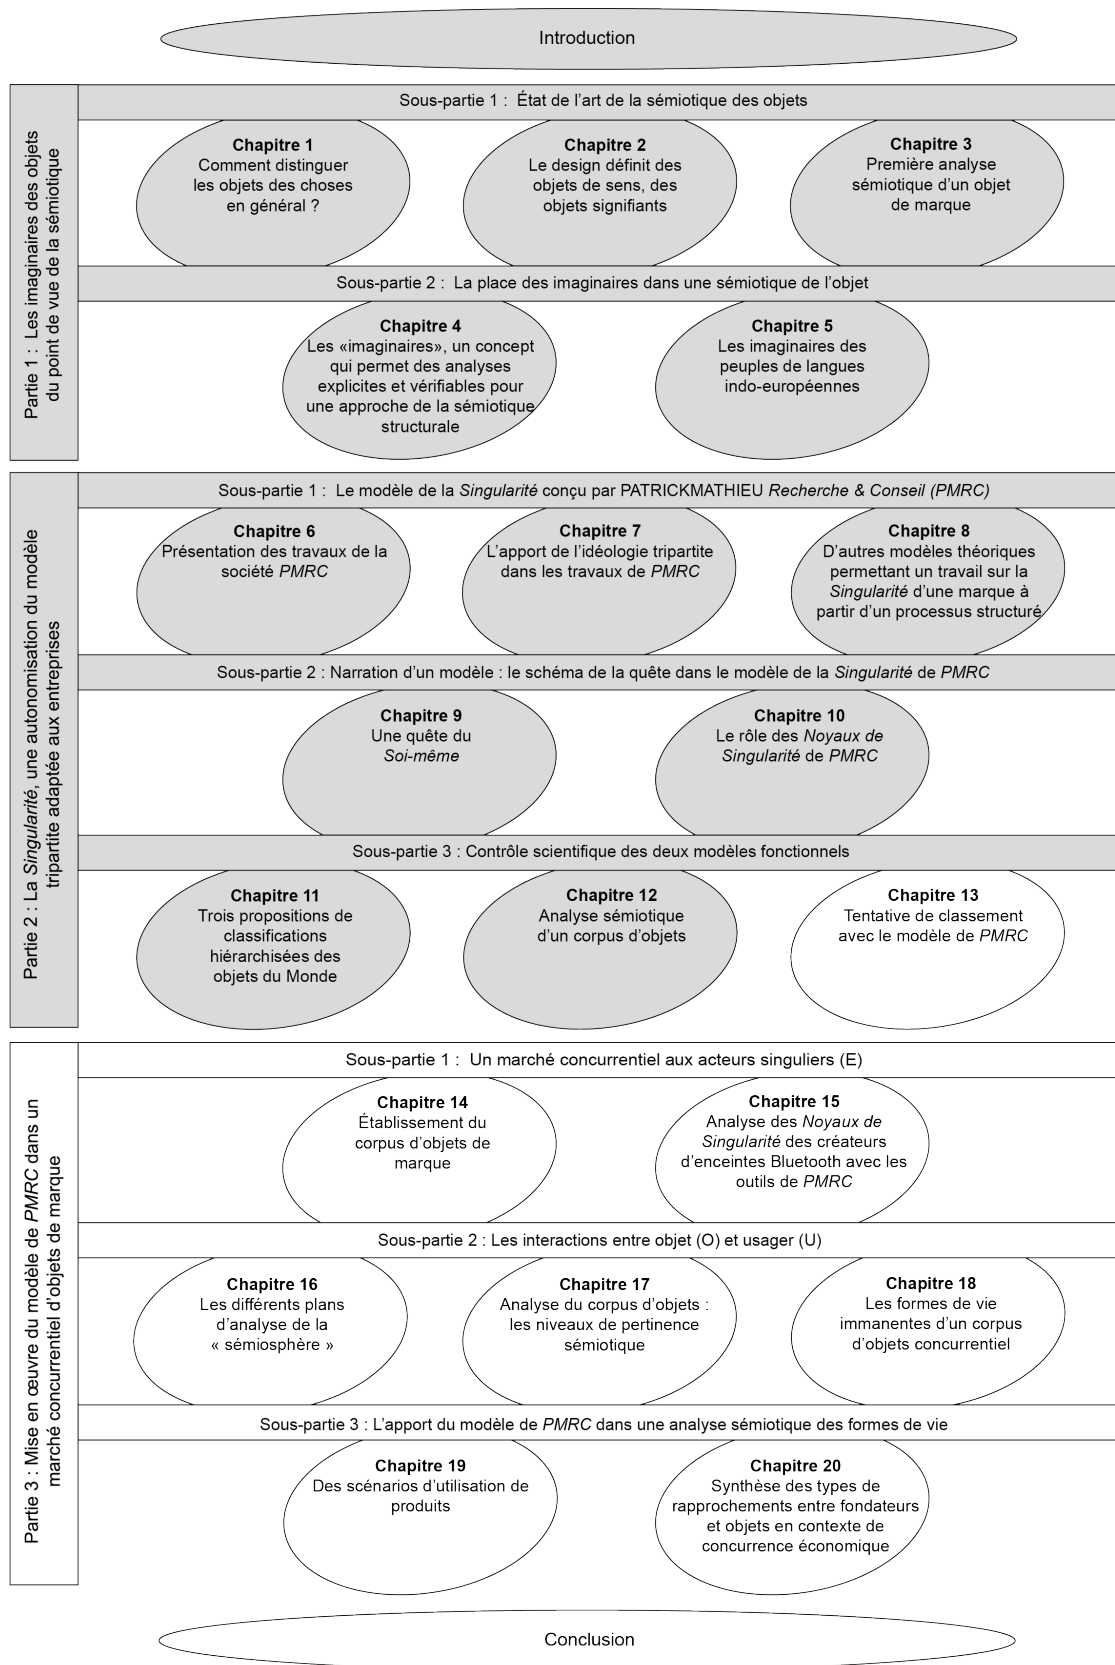 Introduction
Partie 1 : Les imaginaires des objets
du point de vue de la sémiotique
Sous-partie 1 : État de l’art de la sémiotique des objets
Chapitre 1
Comment distinguer
les objets des choses
en général ?
Chapitre 2
Le design définit des
objets de sens, des
objets signifiants
Chapitre 3
Première analyse
sémiotique d’un objet
de marque
Sous-partie 2 : La place des imaginaires dans une sémiotique de l’objet
Chapitre 4
Les «imaginaires», un concept
qui permet des analyses
explicites et vérifiables pour
une approche de la sémiotique
structurale
Chapitre 5
Les imaginaires des
peuples de langues
indo-européennes
Partie 2 : La Singularité, une autonomisation du modèle
tripartite adaptée aux entreprises
Sous-partie 1 : Le modèle de la Singularité conçu par PATRICKMATHIEU Recherche & Conseil (PMRC)
Chapitre 6
Présentation des travaux de la
société PMRC
Chapitre 7
L’apport de l’idéologie tripartite
dans les travaux de PMRC
Chapitre 8
D’autres modèles théoriques
permettant un travail sur la
Singularité d’une marque à
partir d’un processus structuré
Sous-partie 2 : Narration d’un modèle : le schéma de la quête dans le modèle de la Singularité de PMRC
Chapitre 9
Une quête du
Soi-même
Chapitre 10
Le rôle des Noyaux de
Singularité de PMRC
Sous-partie 3 : Contrôle scientifique des deux modèles fonctionnels
Chapitre 11
Trois propositions de
classifications
hiérarchisées des
objets du Monde
Chapitre 12
Analyse sémiotique
d’un corpus d’objets
Chapitre 13
Tentative de classement
avec le modèle de PMRC
Partie 3 : Mise en œuvre du modèle de PMRC dans un
marché concurrentiel d’objets de marque
Sous-partie 1 : Un marché concurrentiel aux acteurs singuliers (E)
Chapitre 14
Établissement du
corpus d’objets de
marque
Chapitre 15
Analyse des Noyaux de
Singularité des créateurs
d’enceintes Bluetooth avec les
outils de PMRC
Sous-partie 2 : Les interactions entre objet (O) et usager (U)
Chapitre 16
Les différents plans
d’analyse de la
« sémiosphère »
Chapitre 17
Analyse du corpus d’objets :
les niveaux de pertinence
sémiotique
Chapitre 18
Les formes de vie
immanentes d’un corpus
d’objets concurrentiel
Sous-partie 3 : L’apport du modèle de PMRC dans une analyse sémiotique des formes de vie
Chapitre 19
Des scénarios d’utilisation de
produits
Chapitre 20
Synthèse des types de
rapprochements entre fondateurs
et objets en contexte de
concurrence économique
Conclusion